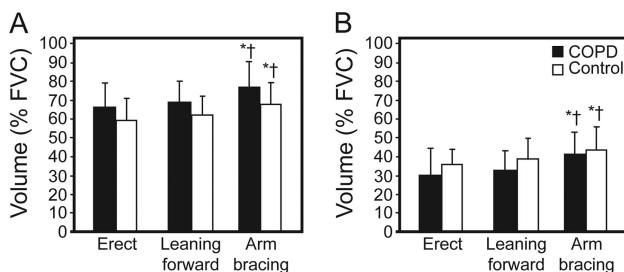 A
Volume (% FVC)
100
90
80
70
60
50
40
30
20
10
0
*†
*†
Erect
Leaning
forward
Arm
bracing
B
Volume (% FVC)
100
90
80
70
60
50
40
30
20
10
0
COPD
Control
*†
*†
Erect
Leaning
forward
Arm
bracing